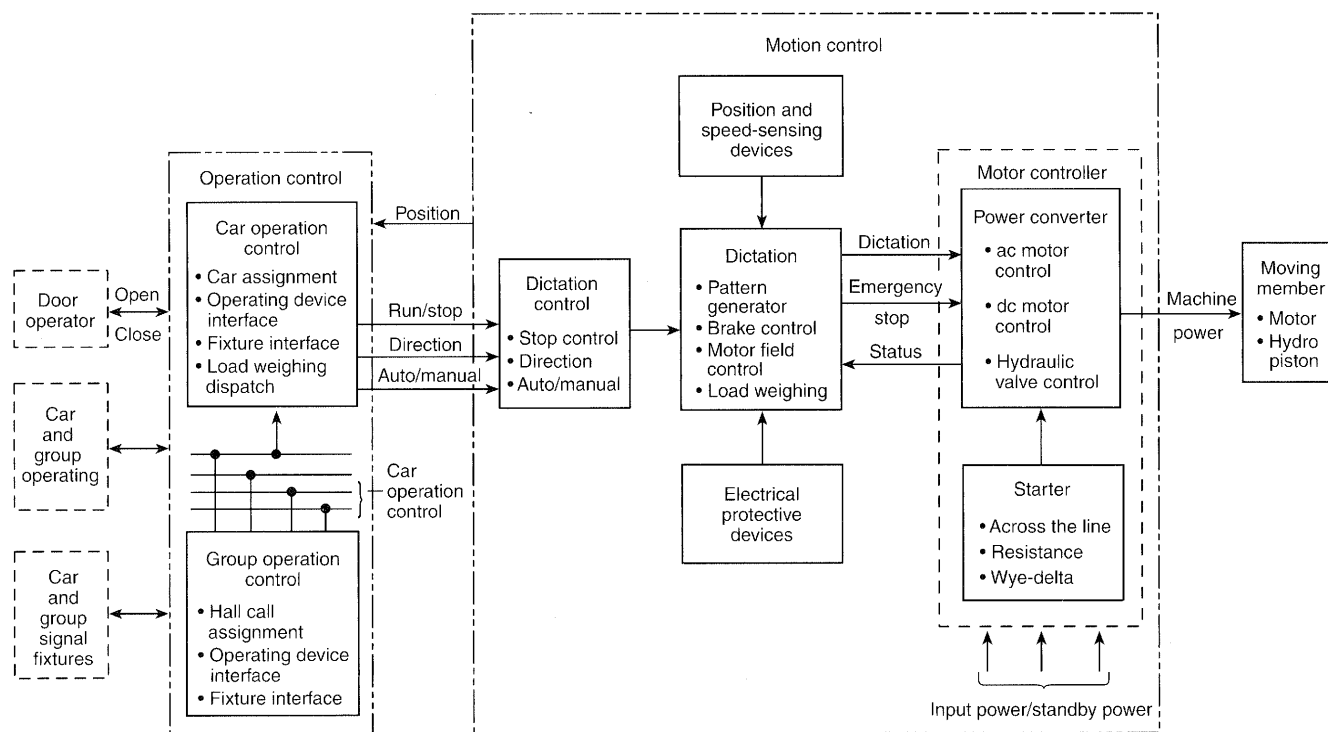 Motion control
Position and
speed-sensing
devices
Operation control
Motor controller
Car operation
control
• Car assignment
• Operating device
interface
• Fixture interface
• Load weighing
dispatch
Position
Power converter
• ac motor
control
• dc motor
control
• Hydraulic
valve control
Door
operator
Open
Close
Run/stop
Direction
Auto/manual
Dictation
control
• Stop control
• Direction
• Auto/manual
Dictation
• Pattern
generator
• Brake control
• Motor field
control
• Load weighing
Dictation
Emergency
stop
Status
Machine
power
Moving
member
• Motor
• Hydro
piston
Car
and
group
operating
Car
operation
control
Electrical
protective
devices
Starter
• Across the line
• Resistance
• Wye-delta
Car
and
group
signal
fixtures
Group operation
control
• Hall call
assignment
• Operating device
interface
• Fixture interface
Input power/standby power